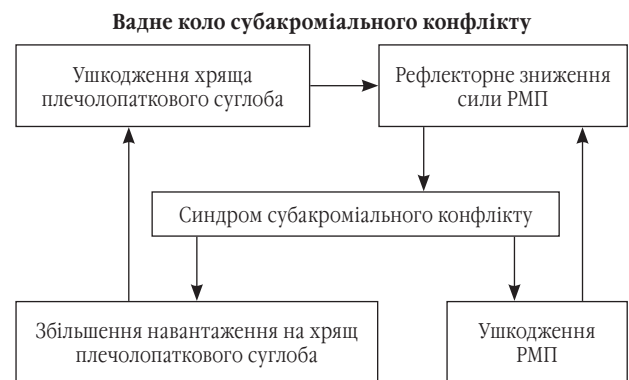 Вадне коло субакроміального конфлікту
Ушкодження хряща
плечолопаткового суглоба
Рефлекторне зниження
сили РМП
Синдром субакроміального конфлікту
Збільшення навантаження на хрящ
плечолопаткового суглоба
Ушкодження
РМП